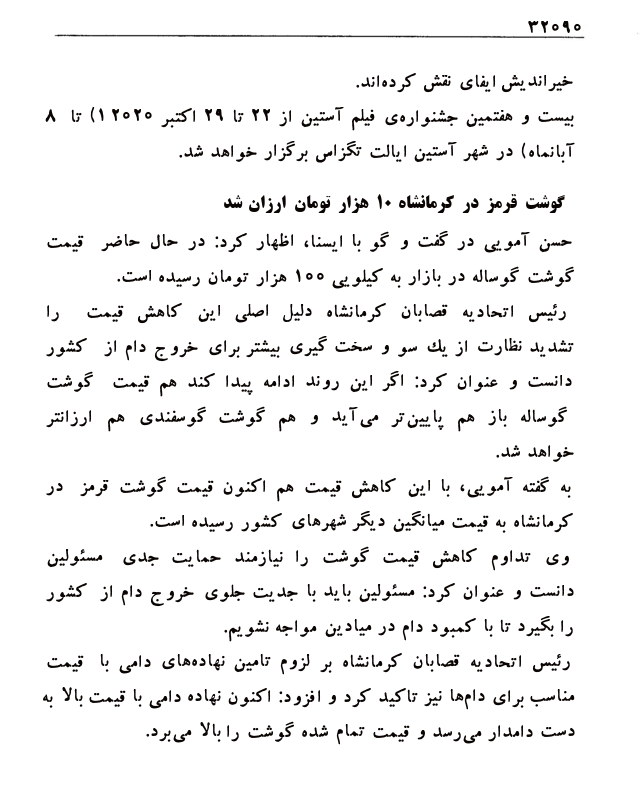 ۳۲۰۹۰
خیراندیش ایفای نقش کرده‌اند.
بیست و هفتمین جشنواره‌ی فیلم آستین از ۲۲ تا ۲۹ اکتبر ۲۰۲۰ ۱) تا ۸
آبانماه) در شهر آستین ایالت تگزاس برگزار خواهد شد.
گوشت قرمز در کرمانشاه ۱۰ هزار تومان ارزان شد
حسن آمویی در گفت و گو با ایسنا، اظهار کرد: در حال حاضر قیمت
گوشت گوساله در بازار به کیلویی ۱۰۰ هزار تومان رسیده است.
رئیس اتحادیه قصابان کرمانشاه دلیل اصلی این کاهش قیمت را
تشدید نظارت از یك سو و سخت گیری بیشتر برای خروج دام از کشور
دانست و عنوان کرد: اگر این روند ادامه پیدا کند هم قیمت گوشت
گوساله باز هم پایین‌تر می‌آید و هم گوشت گوسفندی هم ارزانتر
خواهد شد.
به گفته آمویی، با این کاهش قیمت هم اکنون قیمت گوشت قرمز در
کرمانشاه به قیمت میانگین دیگر شهرهای کشور رسیده است.
وی تداوم کاهش قیمت گوشت را نیازمند حمایت جدی مسئولین
دانست و عنوان کرد: مسئولین باید با جدیت جلوی خروج دام از کشور
را بگیرد تا با کمبود دام در میادین مواجه نشویم.
رئیس اتحادیه قصابان کرمانشاه بر لزوم تامین نهاده‌های دامی با قیمت
مناسب برای دام‌ها نیز تاکید کرد و افزود: اکنون نهاده دامی با قیمت بالا به
دست دامدار می‌رسد و قیمت تمام شده گوشت را بالا می‌برد.